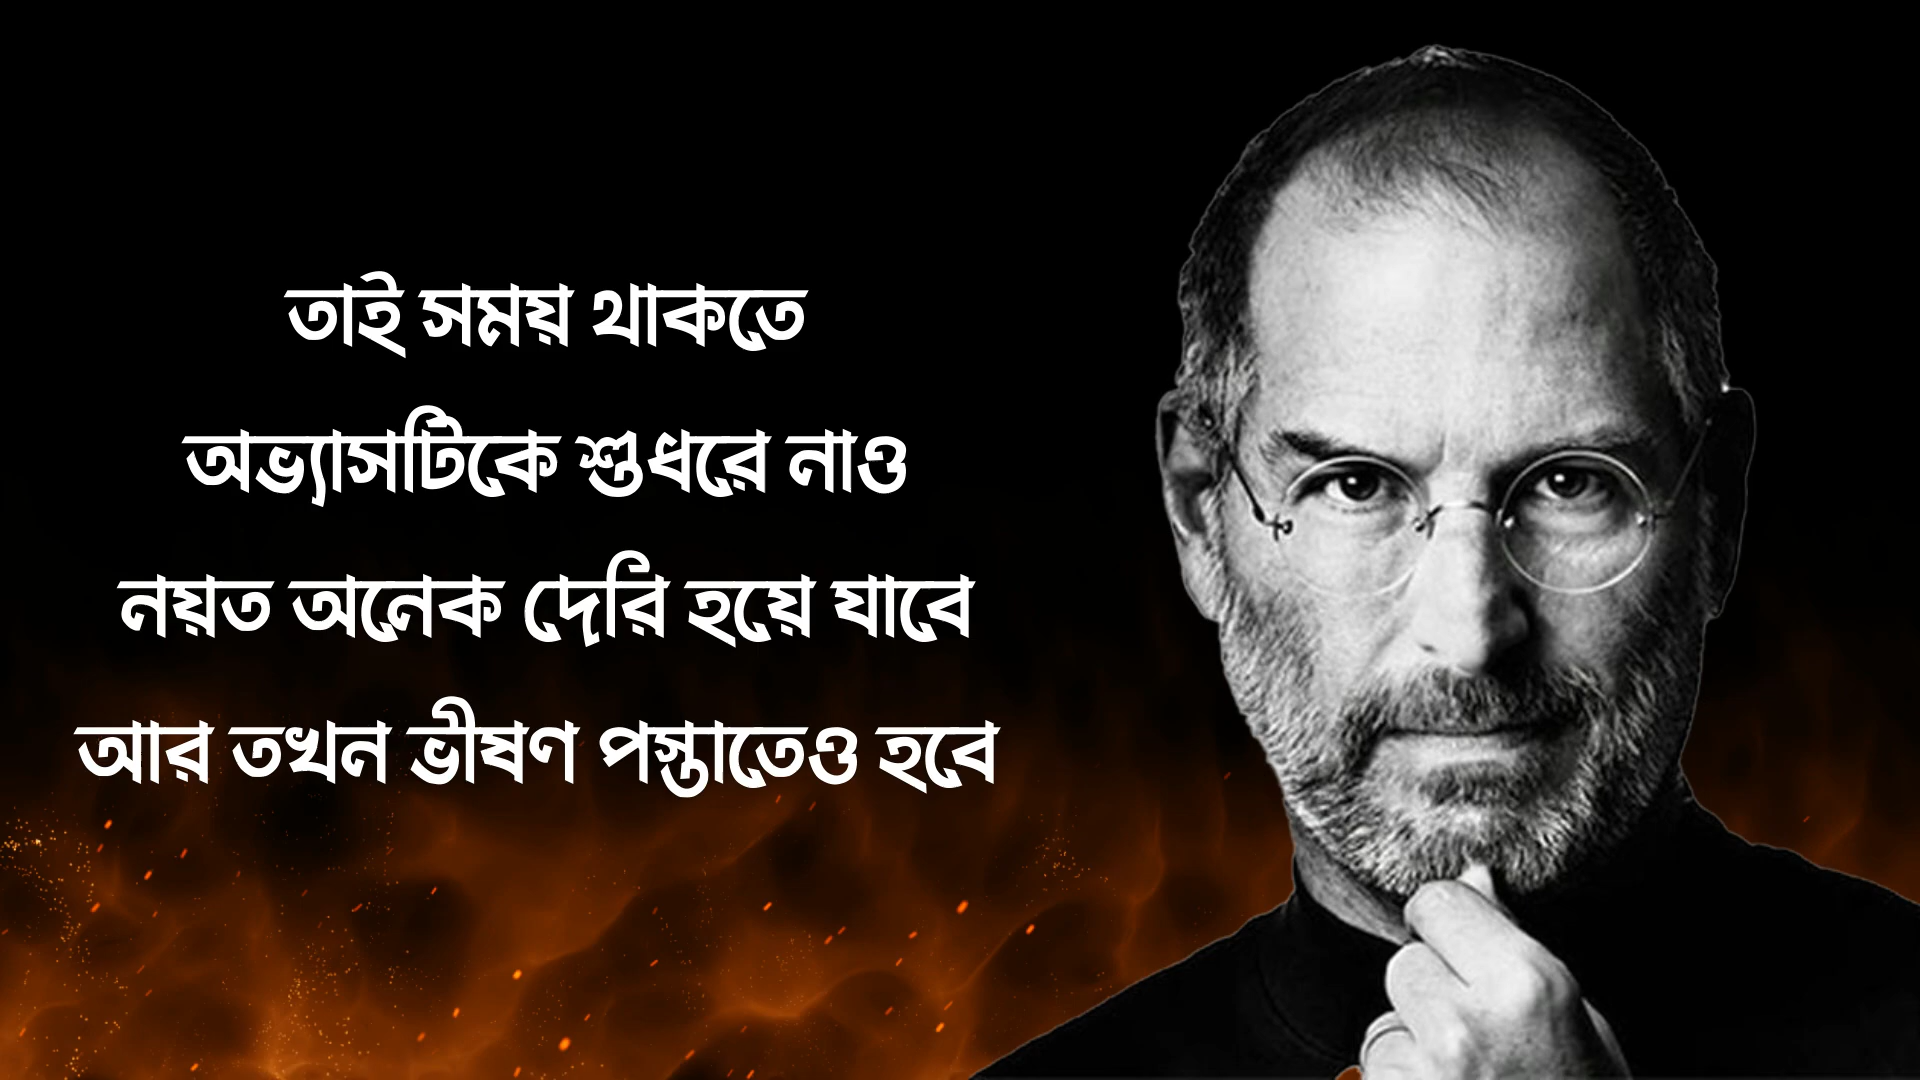 তাই সময় থাকতে
অভ্যাসটিকে শুধরে নাও
নয়ত অনেক দেরি হয়ে যাবে
আর তখন ভীষণ পস্তাতেও হবে